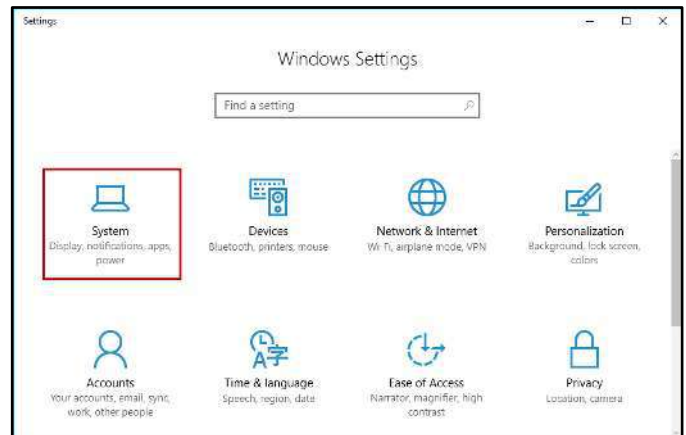 Settings
Windows Settings
Find a setting
System
Display, notifications, apps,
power
Devices
Bluetooth, printers, mouse
Network & Internet
Wi-Fi, airplane mode, VPN
Personalization
Background, lock screen,
colors
Accounts
Your accounts, email, sync,
work, other people
Time & language
Speech, region, date
Ease of Access
Narrator, magnifier, high
contrast
Privacy
Location, camera